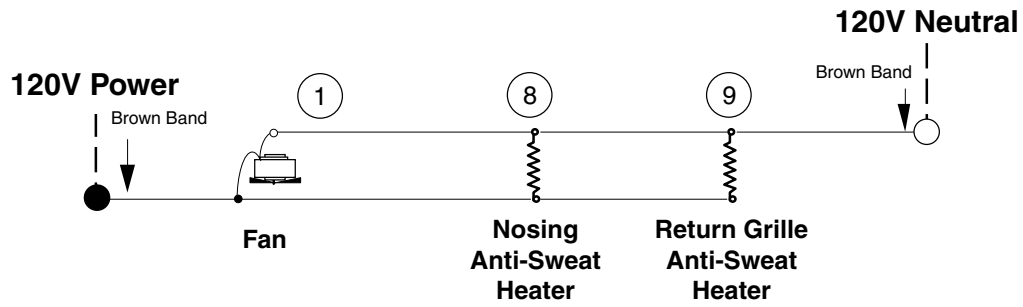 120V Neutral
120V Power
Brown Band
Brown Band
1
8
9
Fan
Nosing
Anti-Sweat
Heater
Return Grille
Anti-Sweat
Heater